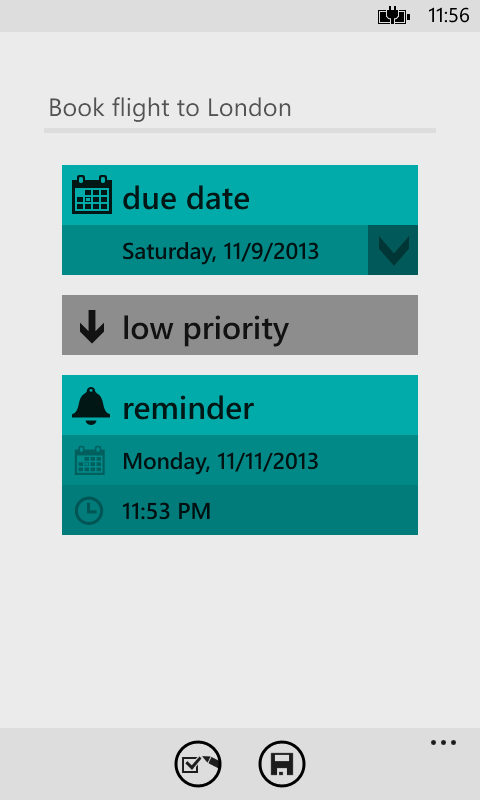 11:56
Book flight to London
due date
Saturday, 11/9/2013
low priority
reminder
Monday, 11/11/2013
11:53 PM